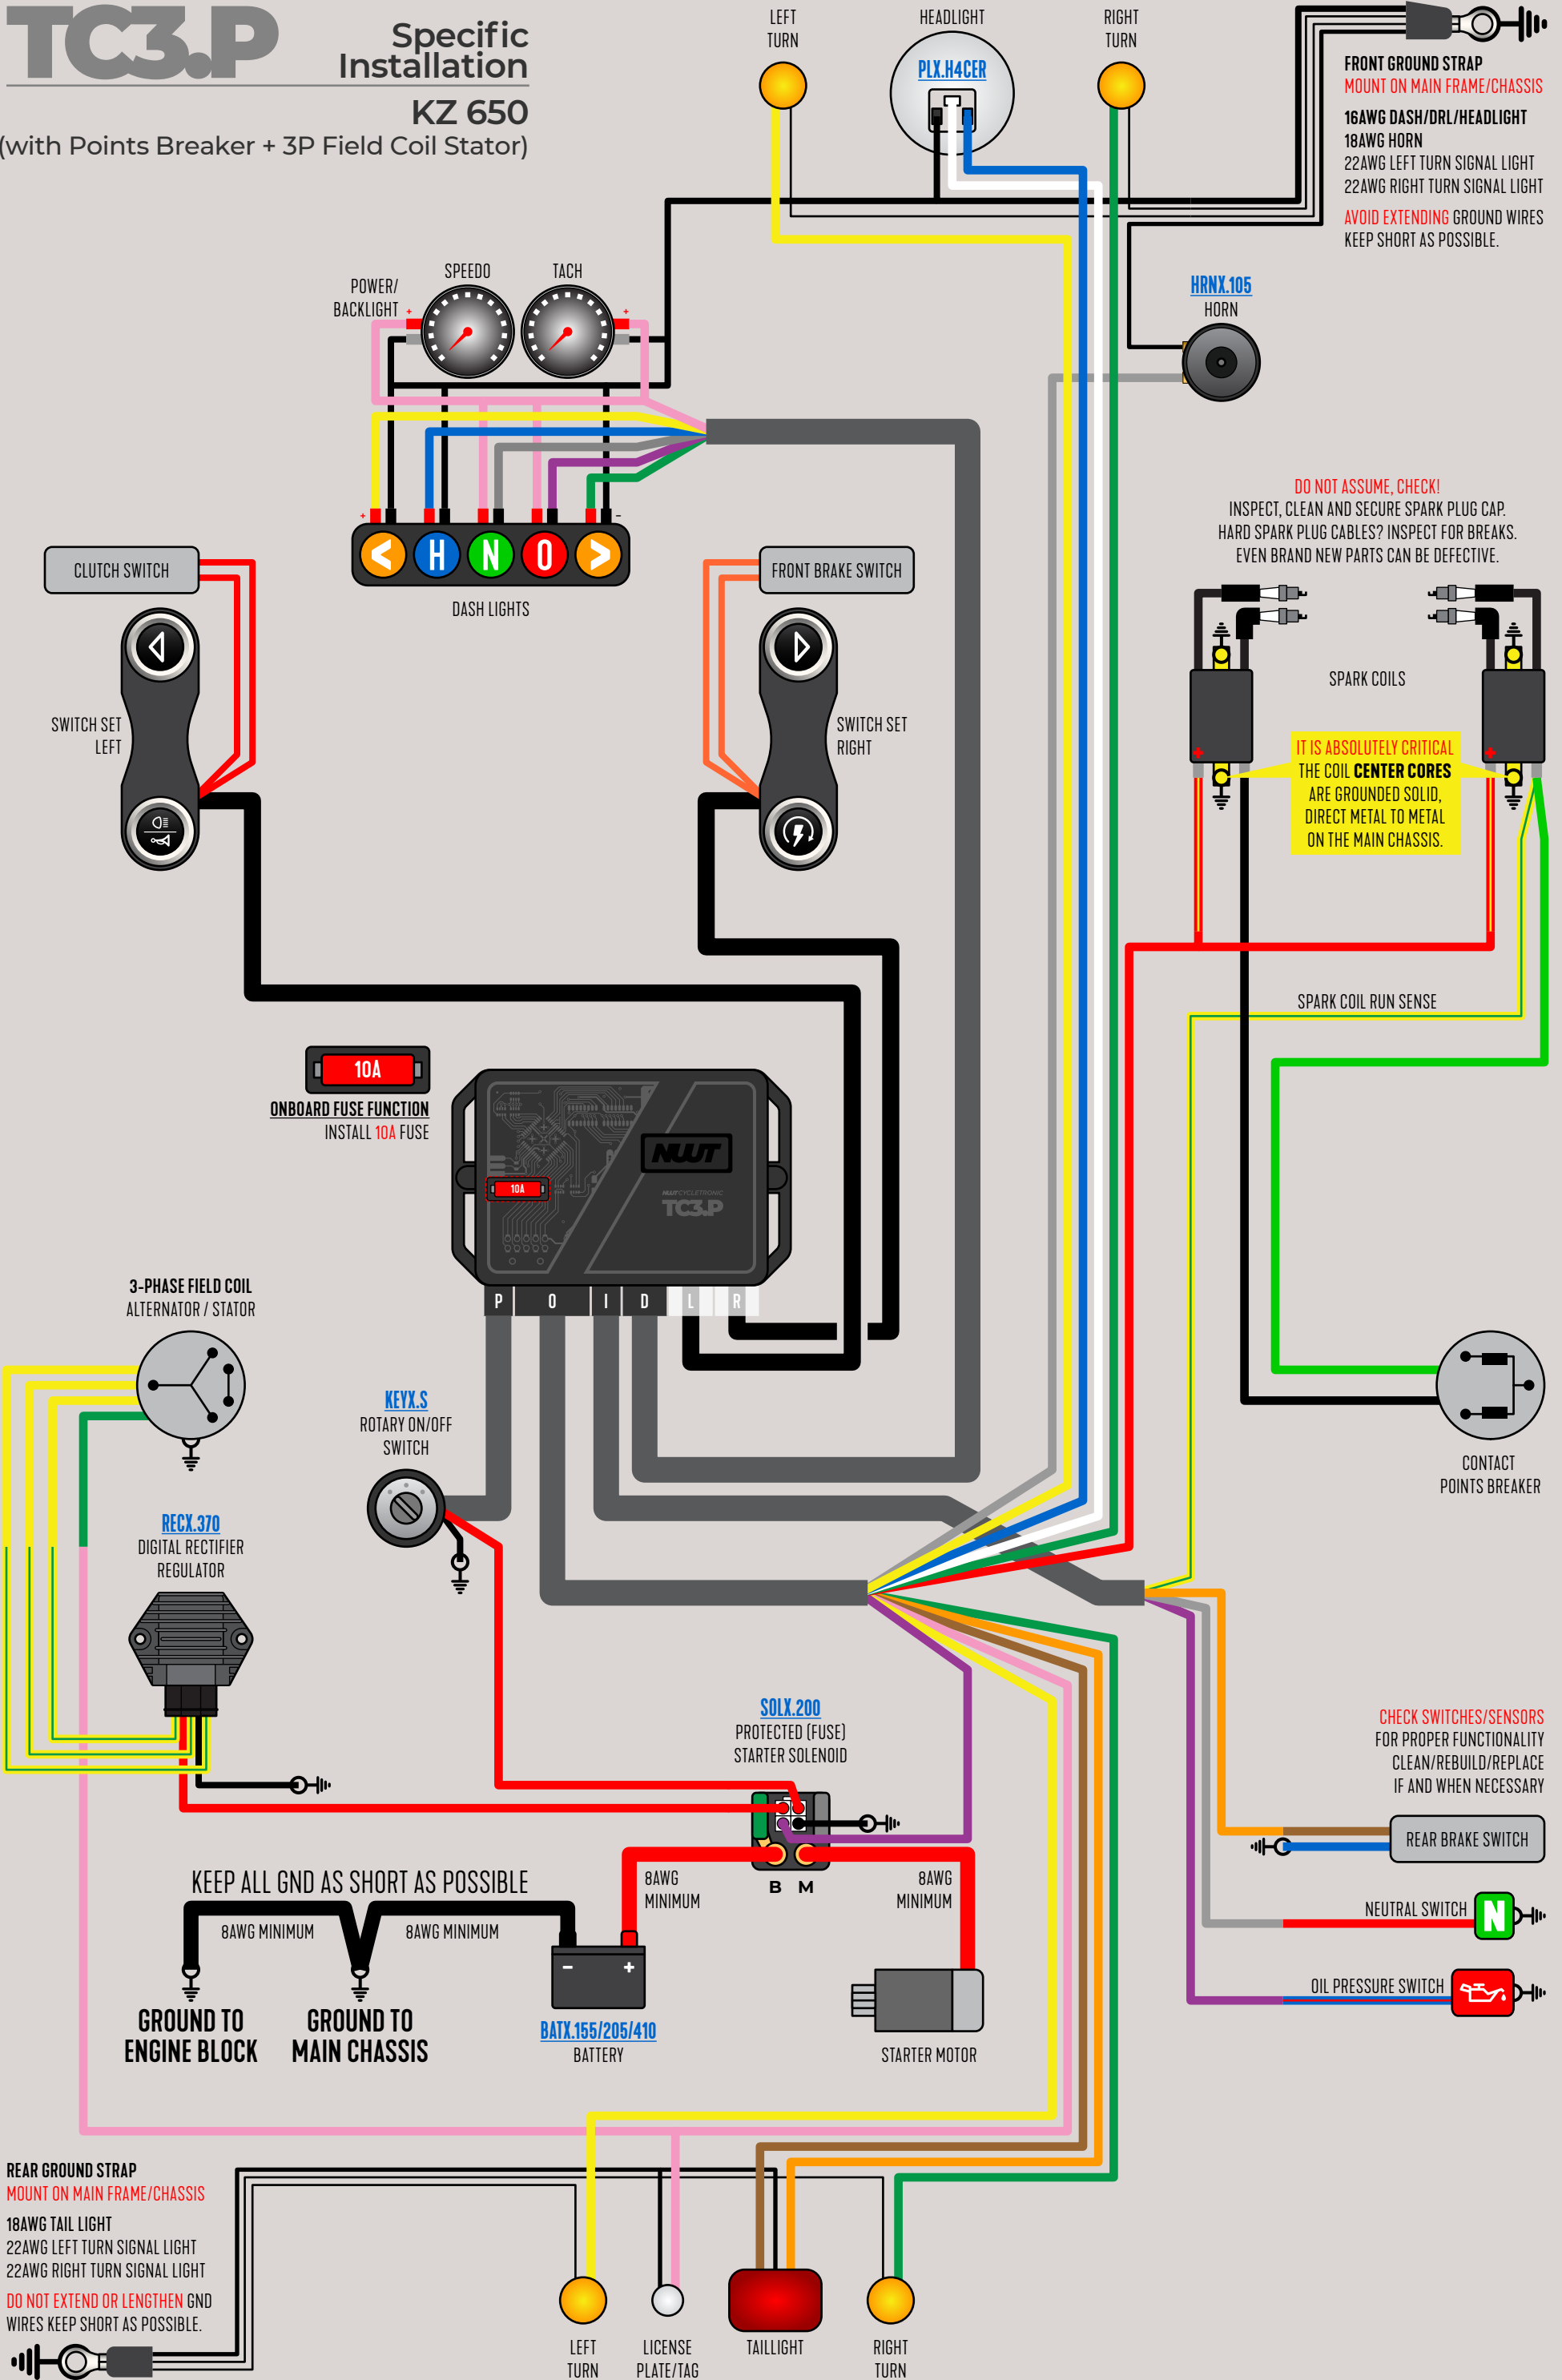 TC3.P
Specific
Installation
KZ 650
(with Points Breaker + 3P Field Coil Stator)
LEFT
TURN
HEADLIGHT
PLX.H4CER
RIGHT
TURN
FRONT GROUND STRAP
MOUNT ON MAIN FRAME/CHASSIS
16AWG DASH/DRL/HEADLIGHT
18AWG HORN
22AWG LEFT TURN SIGNAL LIGHT
22AWG RIGHT TURN SIGNAL LIGHT
AVOID EXTENDING GROUND WIRES
KEEP SHORT AS POSSIBLE.
POWER/
BACKLIGHT
SPEEDO
TACH
+
+
HRNX.105
HORN
+
-
< H N O >
DASH LIGHTS
CLUTCH SWITCH
FRONT BRAKE SWITCH
SWITCH SET
LEFT
SWITCH SET
RIGHT
DO NOT ASSUME, CHECK!
INSPECT, CLEAN AND SECURE SPARK PLUG CAP.
HARD SPARK PLUG CABLES? INSPECT FOR BREAKS.
EVEN BRAND NEW PARTS CAN BE DEFECTIVE.
SPARK COILS
+
+
IT IS ABSOLUTELY CRITICAL
THE COIL CENTER CORES
ARE GROUNDED SOLID,
DIRECT METAL TO METAL
ON THE MAIN CHASSIS.
SPARK COIL RUN SENSE
10A
ONBOARD FUSE FUNCTION
INSTALL 10A FUSE
10A
NWT
NWT CYCLETRONIC
TC3.P
P O I D L R
3-PHASE FIELD COIL
ALTERNATOR / STATOR
KEYX.S
ROTARY ON/OFF
SWITCH
CONTACT
POINTS BREAKER
RECX.370
DIGITAL RECTIFIER
REGULATOR
SOLX.200
PROTECTED (FUSE)
STARTER SOLENOID
B M
8AWG
MINIMUM
8AWG
MINIMUM
KEEP ALL GND AS SHORT AS POSSIBLE
8AWG MINIMUM
8AWG MINIMUM
GROUND TO
ENGINE BLOCK
GROUND TO
MAIN CHASSIS
- +
BATX.155/205/410
BATTERY
STARTER MOTOR
CHECK SWITCHES/SENSORS
FOR PROPER FUNCTIONALITY
CLEAN/REBUILD/REPLACE
IF AND WHEN NECESSARY
REAR BRAKE SWITCH
NEUTRAL SWITCH
N
OIL PRESSURE SWITCH
REAR GROUND STRAP
MOUNT ON MAIN FRAME/CHASSIS
18AWG TAIL LIGHT
22AWG LEFT TURN SIGNAL LIGHT
22AWG RIGHT TURN SIGNAL LIGHT
DO NOT EXTEND OR LENGTHEN GND
WIRES KEEP SHORT AS POSSIBLE.
LEFT
TURN
LICENSE
PLATE/TAG
TAILLIGHT
RIGHT
TURN